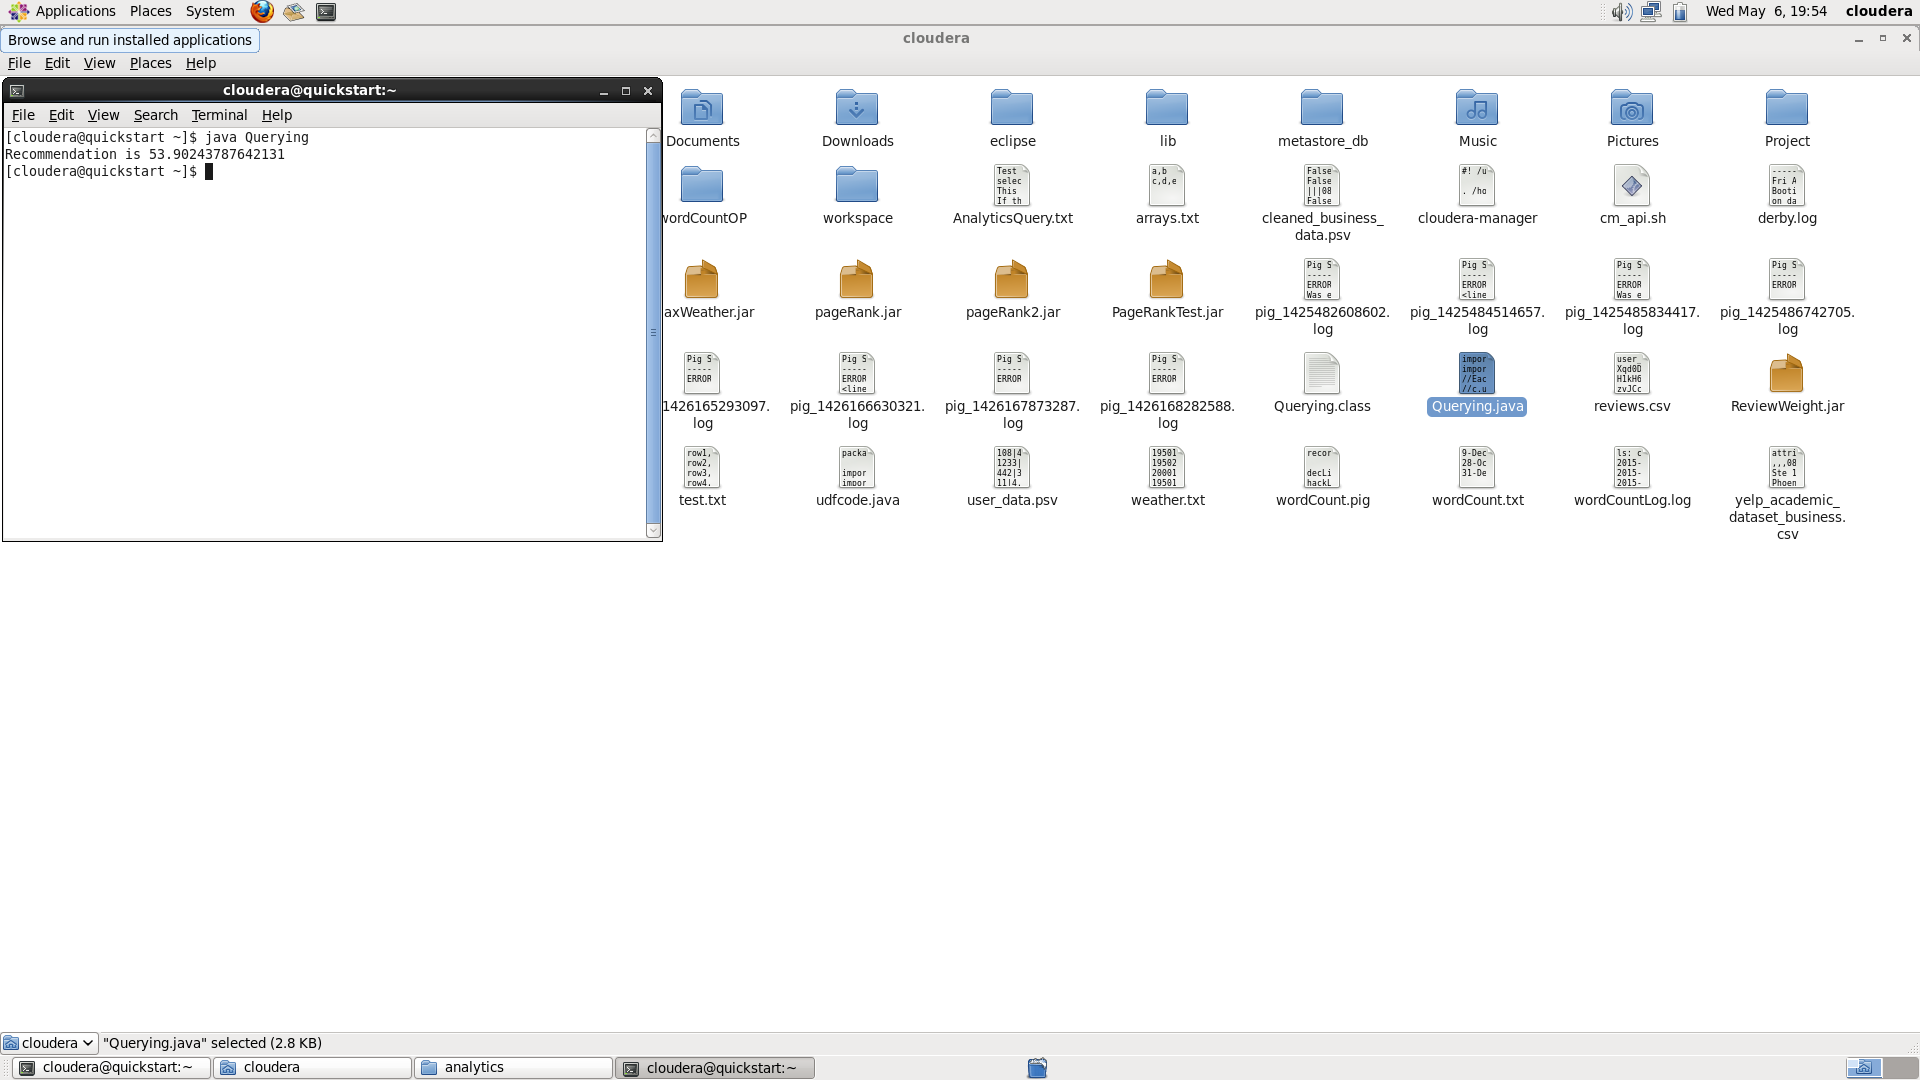 Applications Places System
Wed May 6, 19:54 cloudera
Browse and run installed applications
cloudera
File Edit View Places Help
cloudera@quickstart:~
File Edit View Search Terminal Help
[cloudera@quickstart ~]$ java Querying
Recommendation is 53.90243787642131
[cloudera@quickstart ~]$
Documents Downloads eclipse lib metastore_db Music Pictures Project
wordCountOP workspace AnalyticsQuery.txt arrays.txt cleaned_business_ cloudera-manager cm_api.sh derby.log
data.psv
axWeather.jar pageRank.jar pageRank2.jar PageRankTest.jar pig_1425482608602. pig_1425484514657. pig_1425485834417. pig_1425486742705.
log log log log
1426165293097. pig_1426166630321. pig_1426167873287. pig_1426168282588. Querying.class Querying.java reviews.csv ReviewWeight.jar
log log log log
test.txt udfcode.java user_data.psv weather.txt wordCount.pig wordCount.txt wordCountLog.log yelp_academic_
dataset_business.
csv
cloudera "Querying.java" selected (2.8 KB)
cloudera@quickstart:~ cloudera analytics cloudera@quickstart:~